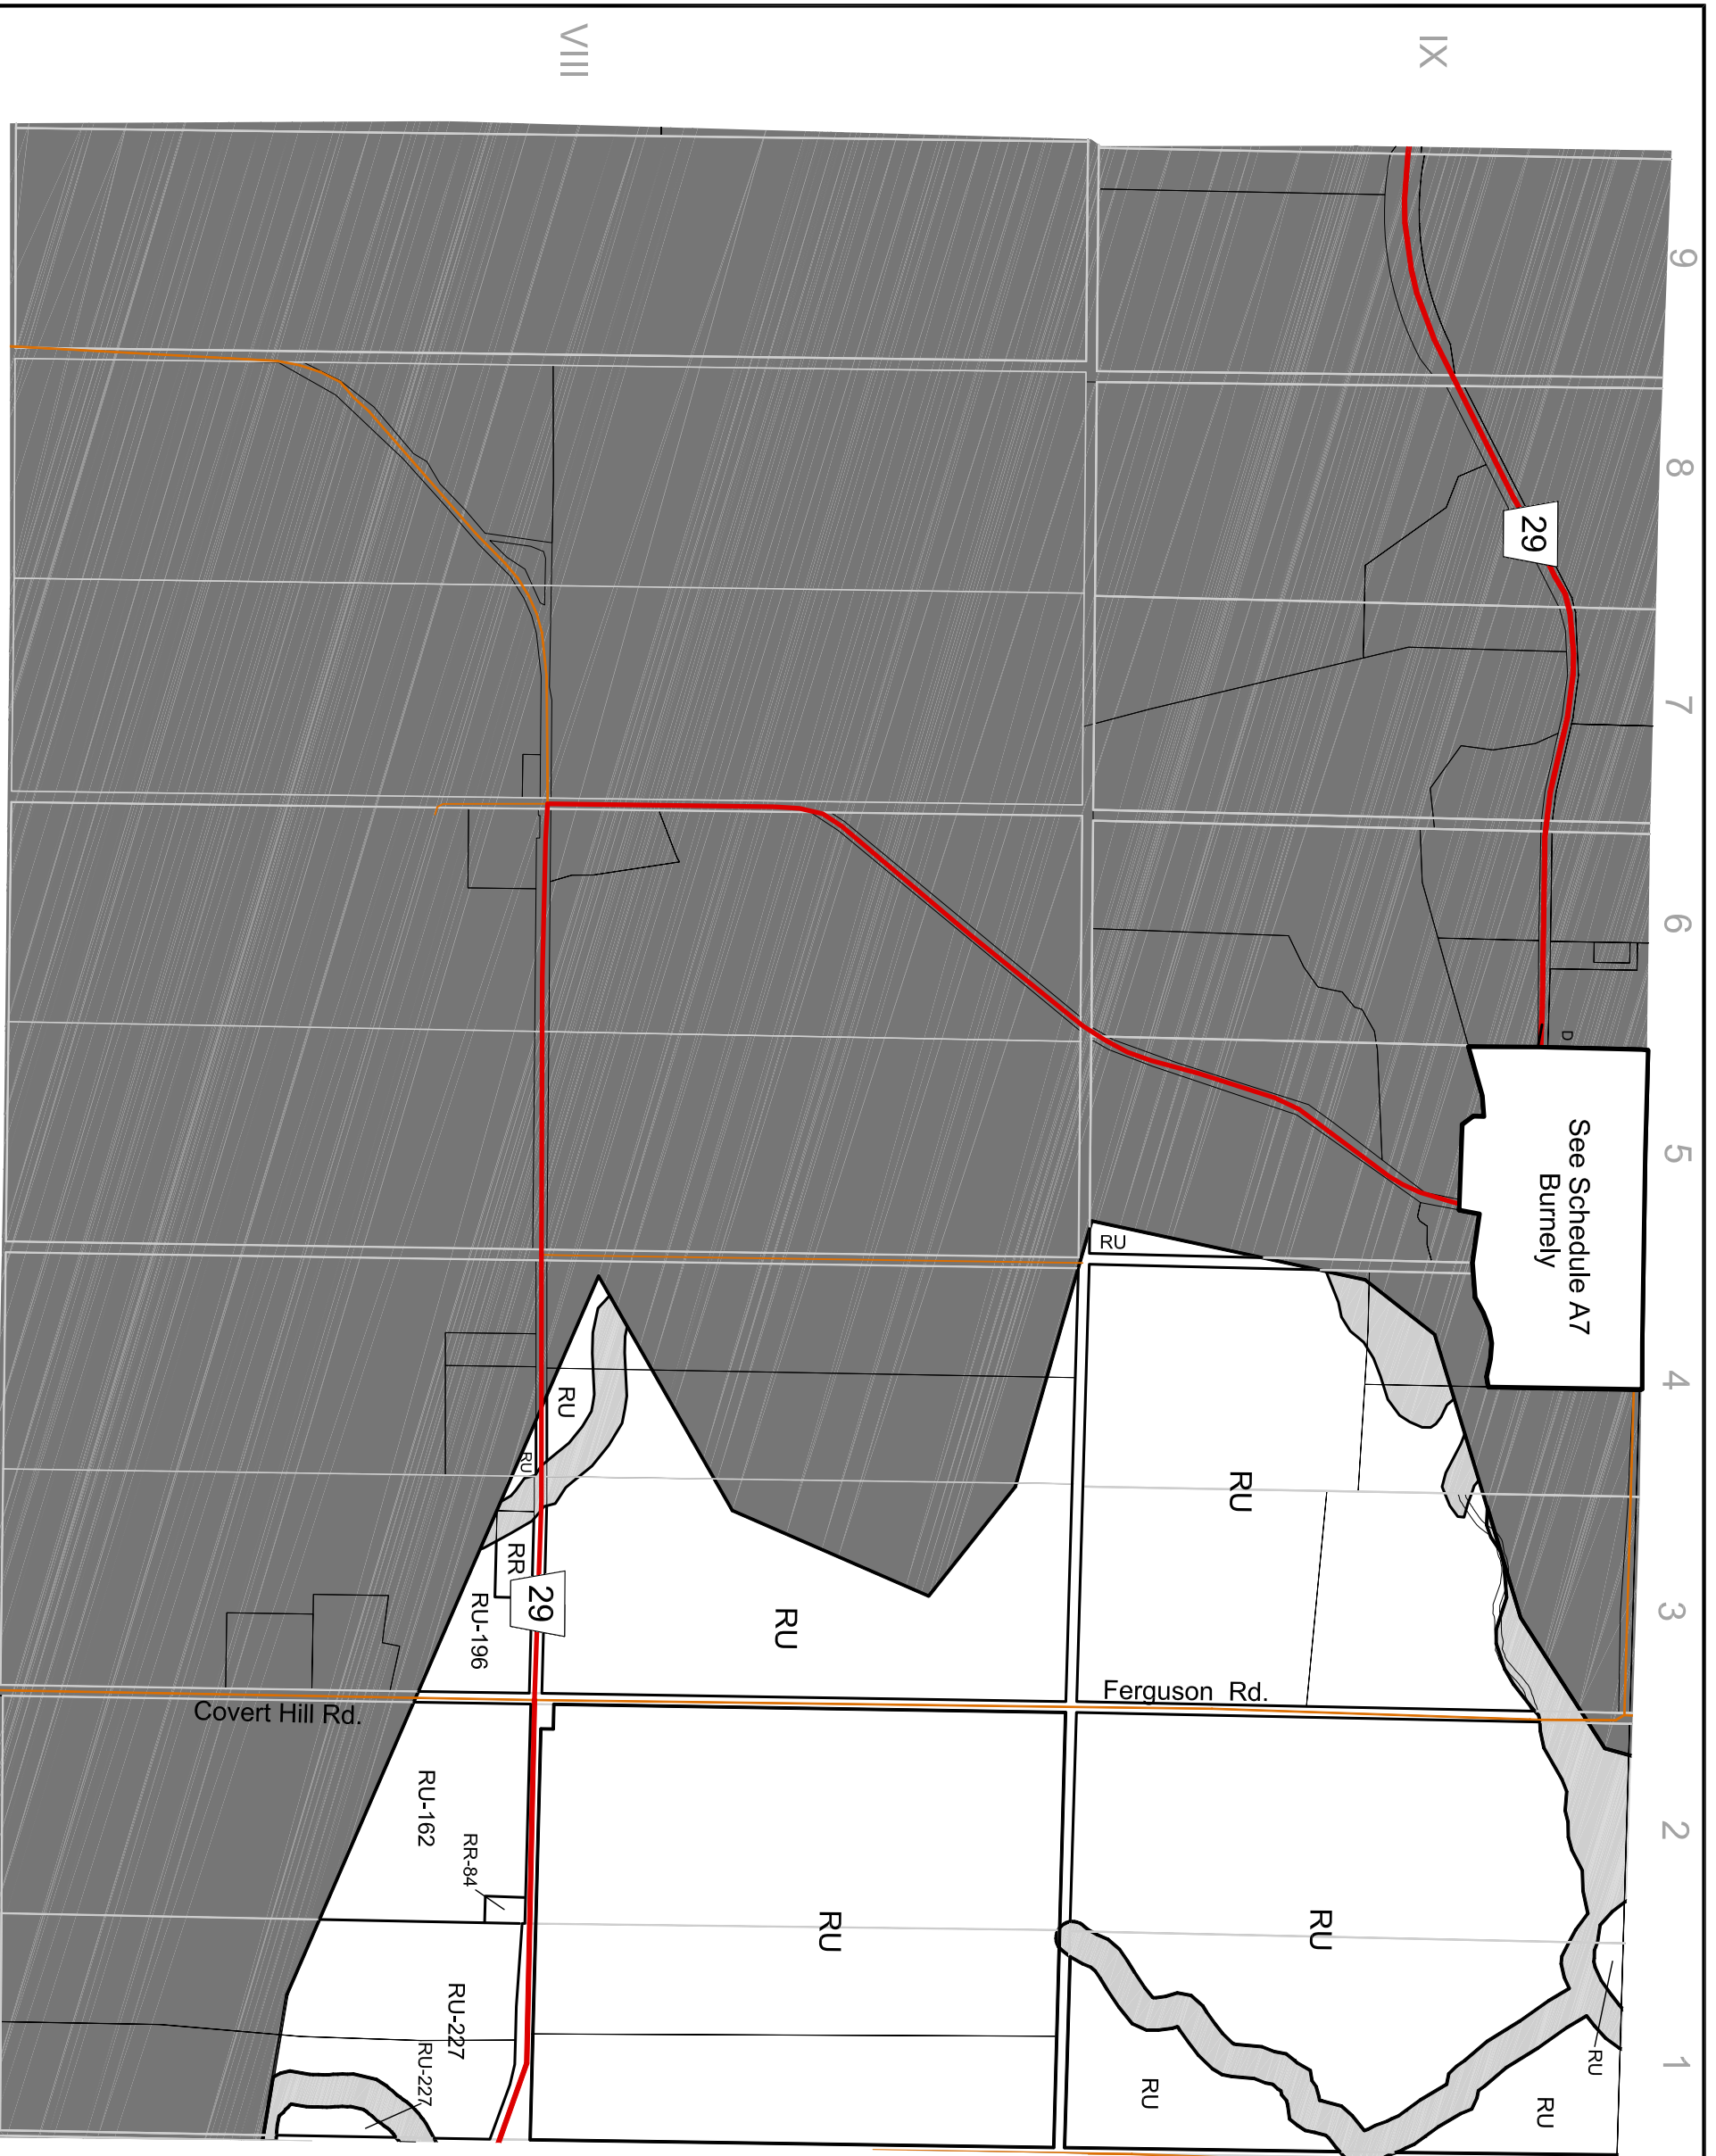 VIII
IX
9
8
29
7
6
D
See Schedule A7
Burnely
5
RU
4
RU
RU
RU
RR
29
RU-196
RU
3
Ferguson Rd.
Covert Hill Rd.
RU-162
RR-84
2
RU
RU
RU-227
RU-227
RU
RU
RU
1